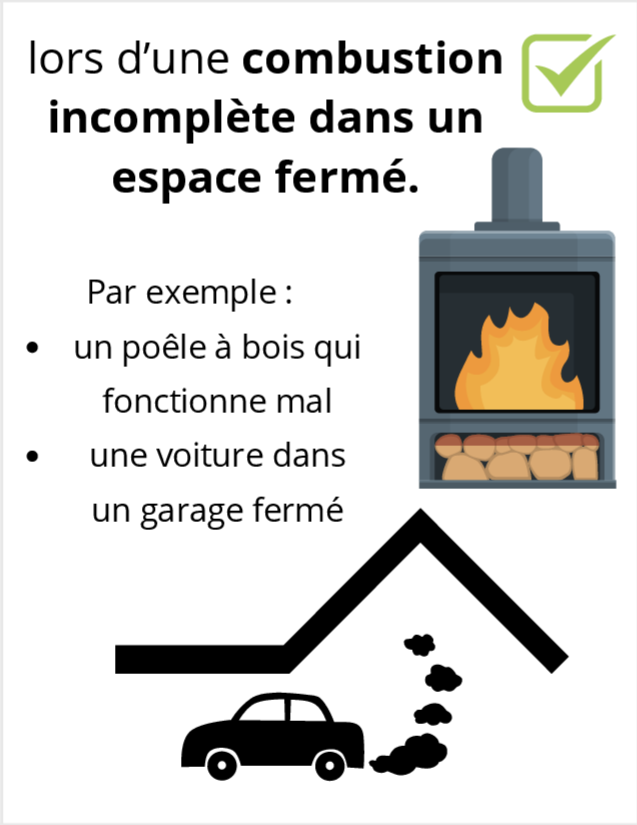 lors d’une combustion
incomplète dans un
espace fermé.
Par exemple :
• un poêle à bois qui
fonctionne mal
• une voiture dans
un garage fermé